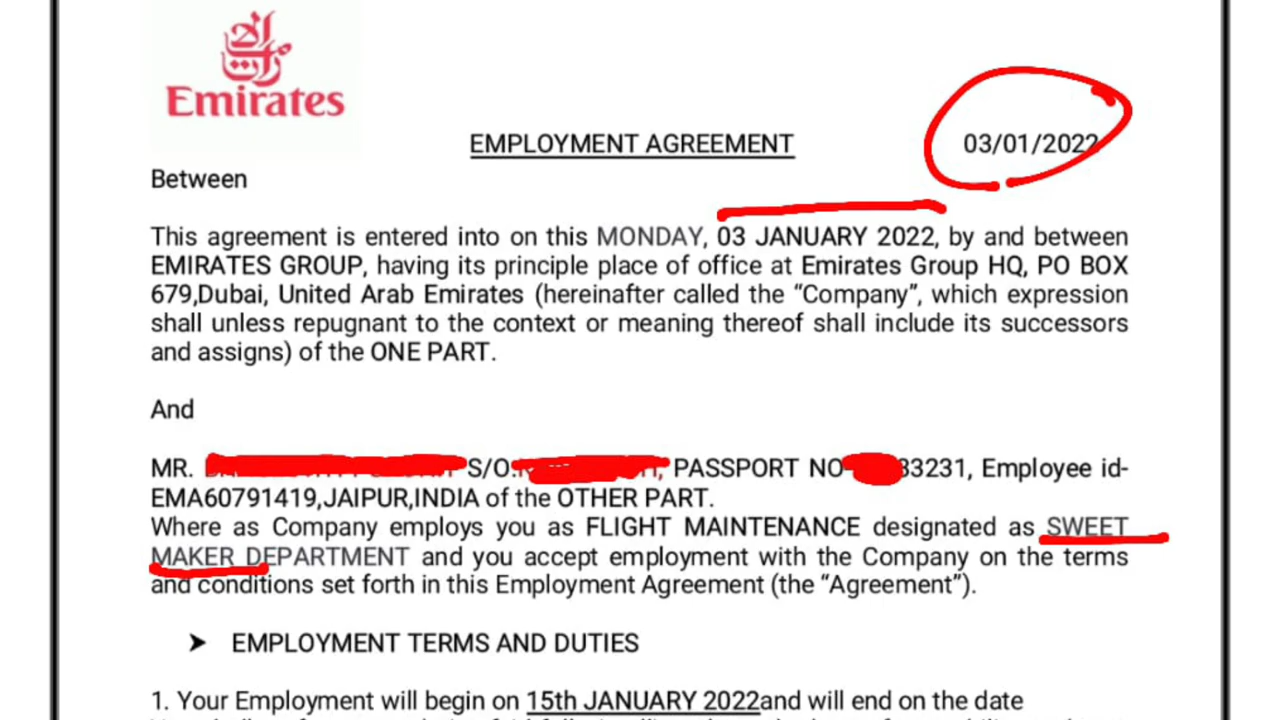 Emirates
EMPLOYMENT AGREEMENT 03/01/2022
Between
This agreement is entered into on this MONDAY, 03 JANUARY 2022, by and between
EMIRATES GROUP, having its principle place of office at Emirates Group HQ, PO BOX
679,Dubai, United Arab Emirates (hereinafter called the “Company”, which expression
shall unless repugnant to the context or meaning thereof shall include its successors
and assigns) of the ONE PART.
And
MR. S/O. PASSPORT NO 33231, Employee id-
EMA60791419,JAIPUR,INDIA of the OTHER PART.
Where as Company employs you as FLIGHT MAINTENANCE designated as SWEET
MAKER DEPARTMENT and you accept employment with the Company on the terms
and conditions set forth in this Employment Agreement (the “Agreement”).
➤ EMPLOYMENT TERMS AND DUTIES
1. Your Employment will begin on 15th JANUARY 2022and will end on the date